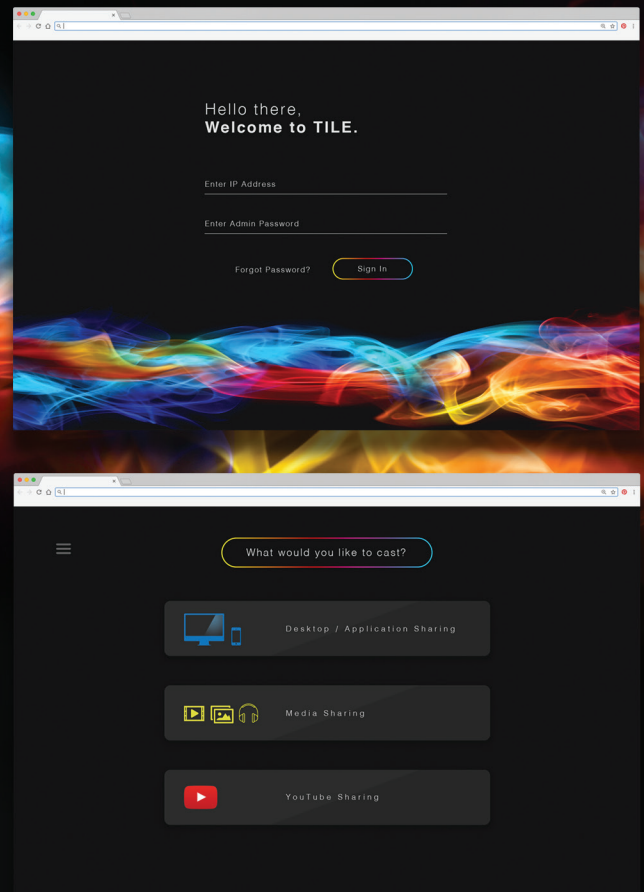 Hello there,
Welcome to TILE.
Enter IP Address
Enter Admin Password
Forgot Password?
Sign In
What would you like to cast?
Desktop / Application Sharing
Media Sharing
YouTube Sharing